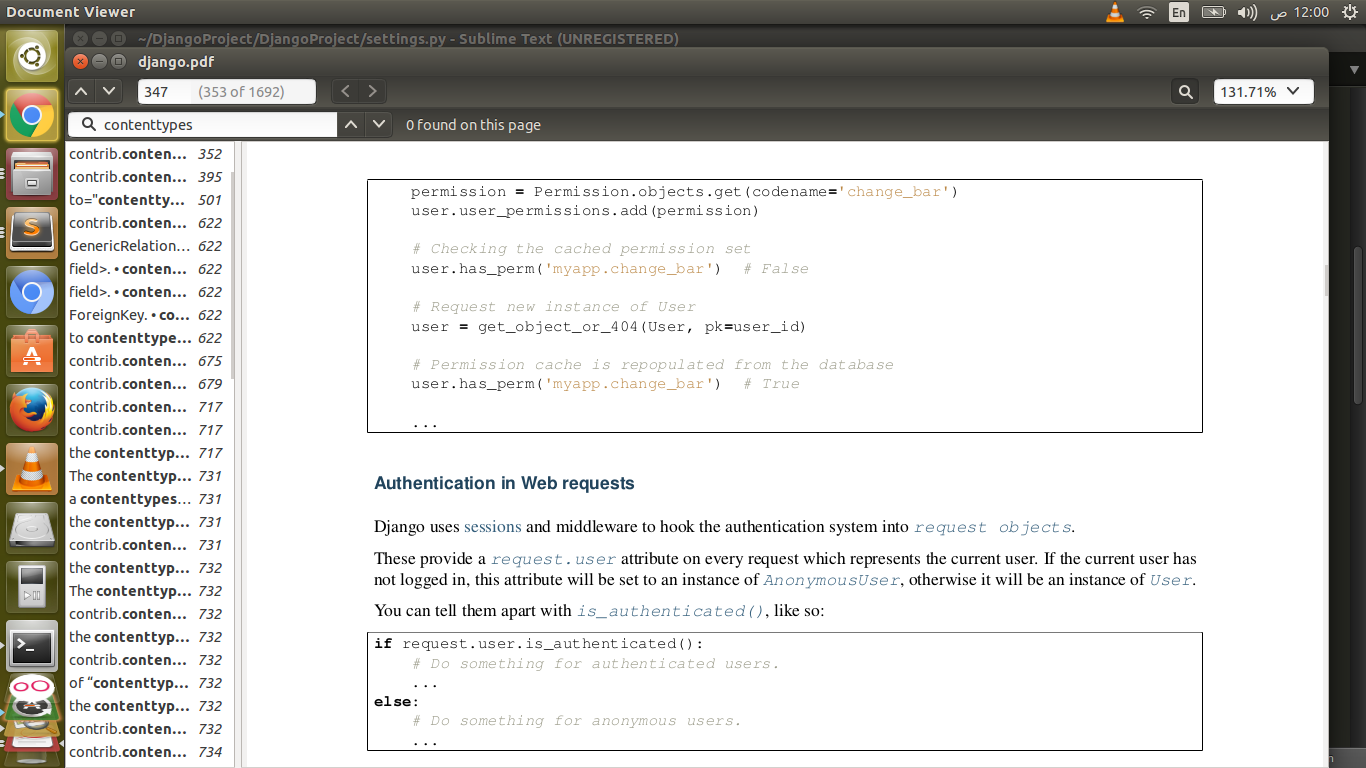 Document Viewer
En
ص 12:00
~/DjangoProject/DjangoProject/settings.py - Sublime Text (UNREGISTERED)
django.pdf
347 (353 of 1692)
131.71%
contenttypes
0 found on this page
contrib.conten... 352
contrib.conten... 395
to="contentty... 501
contrib.conten... 622
GenericRelation... 622
field>. • conten... 622
field>. • conten... 622
ForeignKey. • co... 622
to contenttype... 622
contrib.conten... 675
contrib.conten... 679
contrib.conten... 717
contrib.conten... 717
the contenttyp... 717
The contenttyp... 731
a contenttypes... 731
the contenttyp... 731
contrib.conten... 731
the contenttyp... 732
The contenttyp... 732
contrib.conten... 732
the contenttyp... 732
contrib.conten... 732
of “contenttyp... 732
the contenttyp... 732
contrib.conten... 732
contrib.conten... 734
permission = Permission.objects.get(codename='change_bar')
user.user_permissions.add(permission)
# Checking the cached permission set
user.has_perm('myapp.change_bar')  # False
# Request new instance of User
user = get_object_or_404(User, pk=user_id)
# Permission cache is repopulated from the database
user.has_perm('myapp.change_bar')  # True
...
Authentication in Web requests
Django uses sessions and middleware to hook the authentication system into request objects.
These provide a request.user attribute on every request which represents the current user. If the current user has
not logged in, this attribute will be set to an instance of AnonymousUser, otherwise it will be an instance of User.
You can tell them apart with is_authenticated(), like so:
if request.user.is_authenticated():
# Do something for authenticated users.
...
else:
# Do something for anonymous users.
...